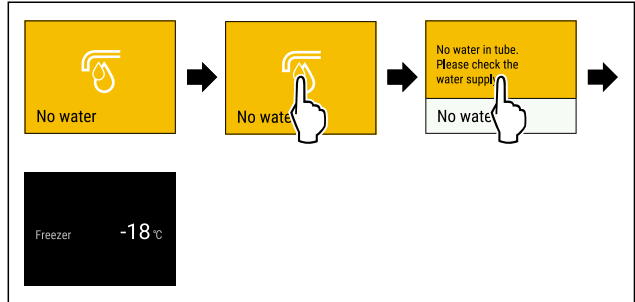 No water
No wate
No water in tube.
Please check the
water supply
No wate
Freezer -18 °C